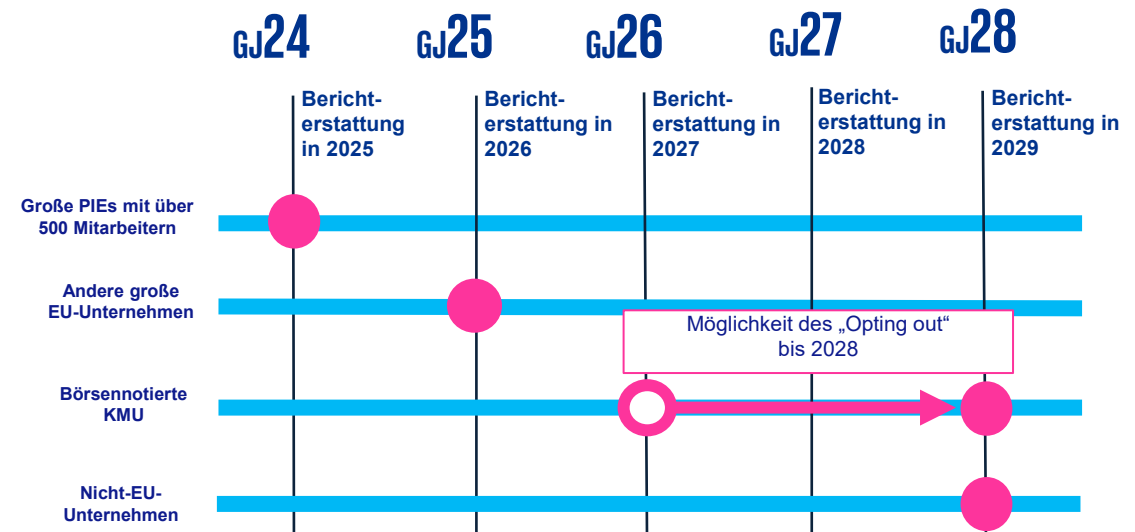 GJ24
GJ25
GJ26
GJ27
GJ28
Bericht-
erstattung
in 2025
Bericht-
erstattung in
2026
Bericht-
erstattung in
2027
Bericht-
erstattung in
2028
Bericht-
erstattung in
2029
Große PIEs mit über
500 Mitarbeitern
Andere große
EU-Unternehmen
Möglichkeit des „Opting out“
bis 2028
Börsennotierte
KMU
Nicht-EU-
Unternehmen